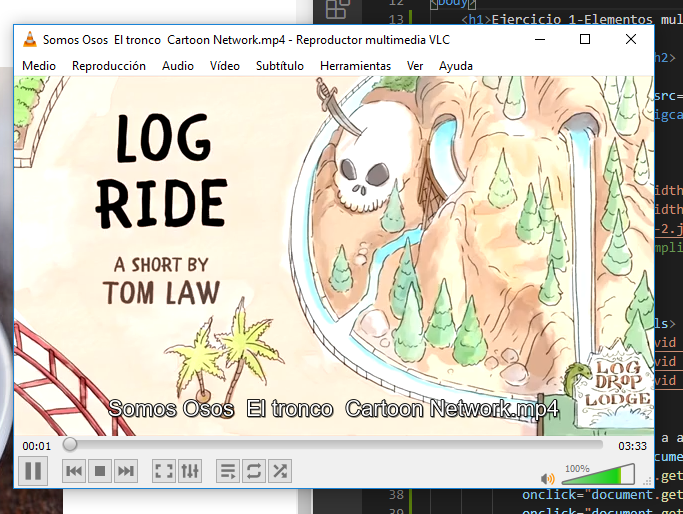 12 <body>
13 <h1>Ejercicio 1-Elementos mul
Somos Osos El tronco Cartoon Network.mp4 - Reproductor multimedia VLC
Medio Reproducción Audio Vídeo Subtítulo Herramientas Ver Ayuda
h2>
src=
igca
LOG
RIDE
A SHORT BY
TOM LAW
idth
idth
-2.j
mpli
ls>
vid
vid
vid
LOG
DROP
LODGE
Somos Osos El tronco Cartoon Network.mp4
a a
cume
.get
00:01
03:33
.get
100%
38 onclick="document.get
39 onclick="document.get